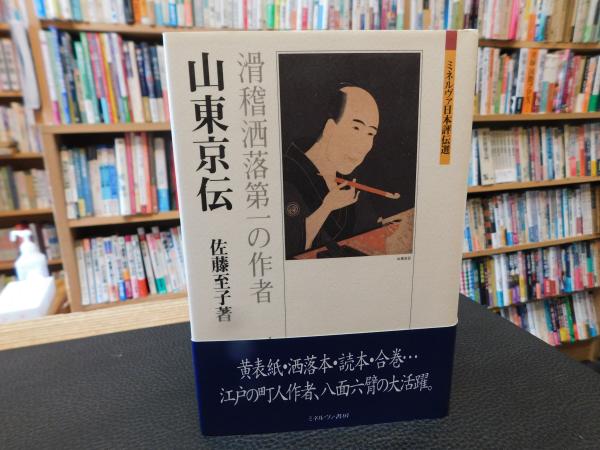 ミネルヴァ日本評伝選
滑稽洒落第一の作者
山東京伝
佐藤至子著
黄表紙・洒落本・読本・合巻…
江戸の町人作者、八面六臂の大活躍。
ミネルヴァ書房